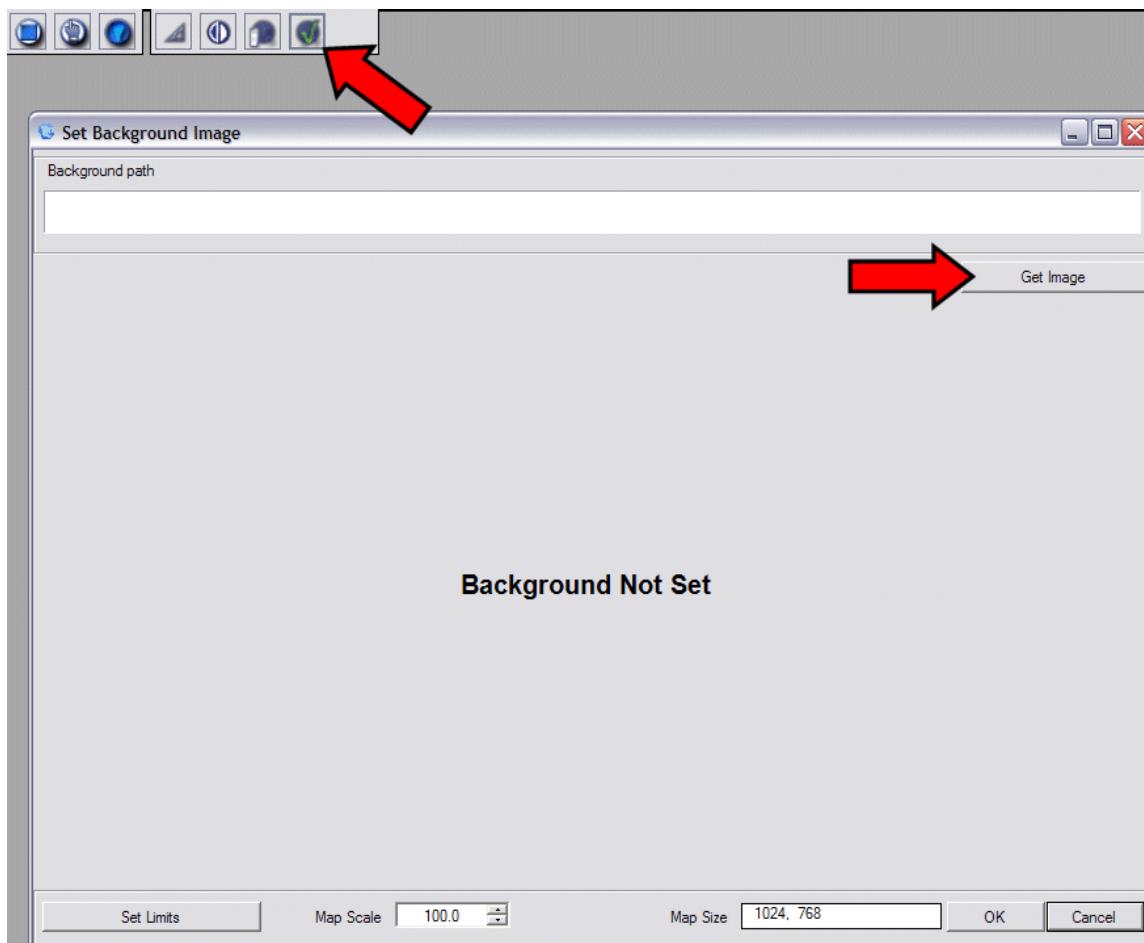 Set Background Image
Background path
Get Image
Background Not Set
Set Limits Map Scale 100.0 Map Size 1024, 768 OK Cancel